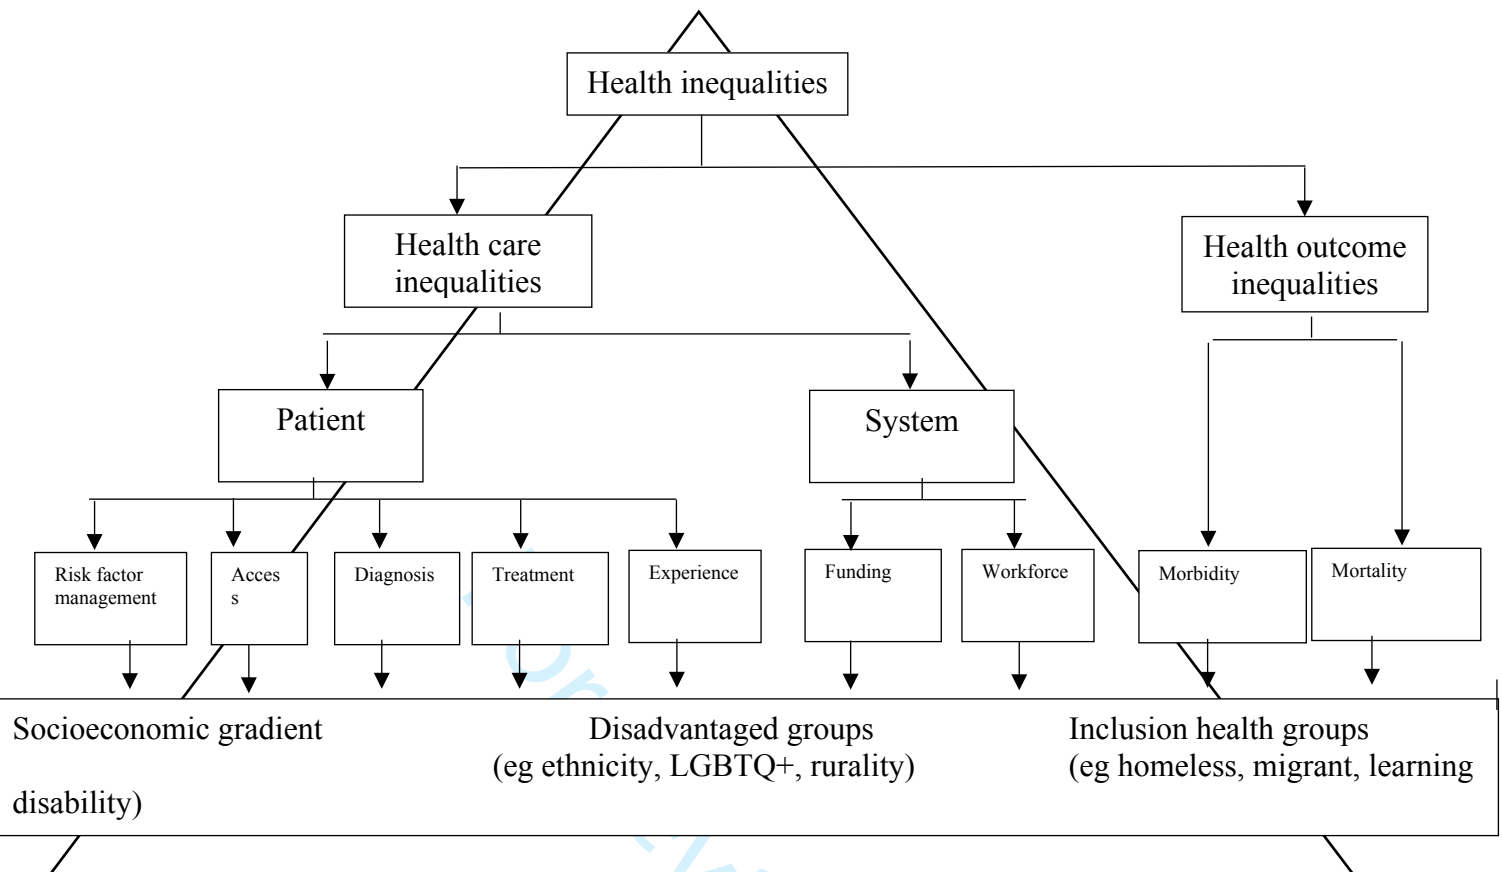 Health inequalities
Health care
inequalities
Health outcome
inequalities
Patient
System
Risk factor
management
Acces
s
Diagnosis
Treatment
Experience
Funding
Workforce
Morbidity
Mortality
Socioeconomic gradient Disadvantaged groups Inclusion health groups
(eg ethnicity, LGBTQ+, rurality) (eg homeless, migrant, learning
disability)